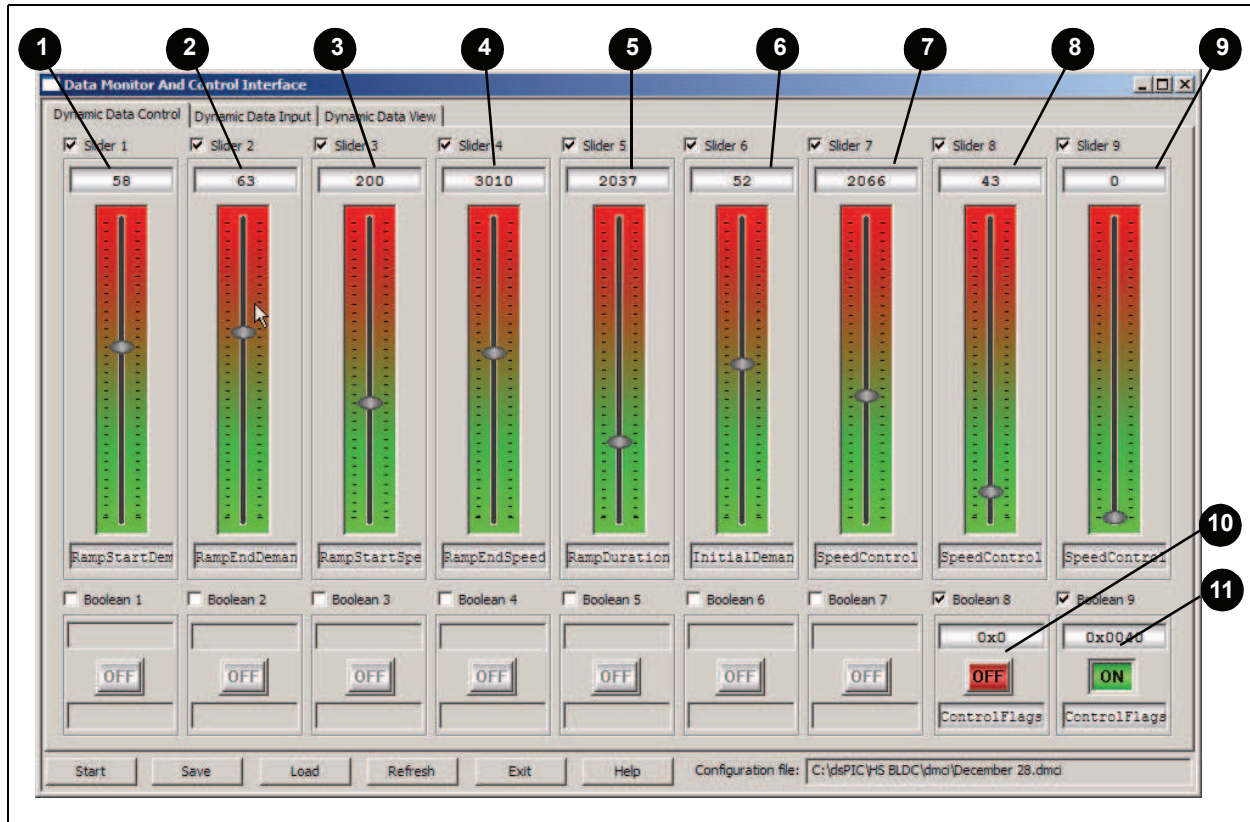 1 2 3 4 5 6 7 8 9
Data Monitor And Control Interface
Dynamic Data Control Dynamic Data Input Dynamic Data View
Slider 1 Slider 2 Slider 3 Slider 4 Slider 5 Slider 6 Slider 7 Slider 8 Slider 9
58 63 200 3010 2037 52 2066 43 0
10
RampStartDem RampEndDeman RampStartSpe RampEndSpeed RampDuration InitialDeman SpeedControl SpeedControl SpeedControl
11
Boolean 1 Boolean 2 Boolean 3 Boolean 4 Boolean 5 Boolean 6 Boolean 7 Boolean 8 Boolean 9
0x0 0x0040
OFF OFF OFF OFF OFF OFF OFF OFF ON
ControlFlags ControlFlags
Start Save Load Refresh Exit Help Configuration file: C:\dsPIC\HS BLDC\dmci\December 28.dmci